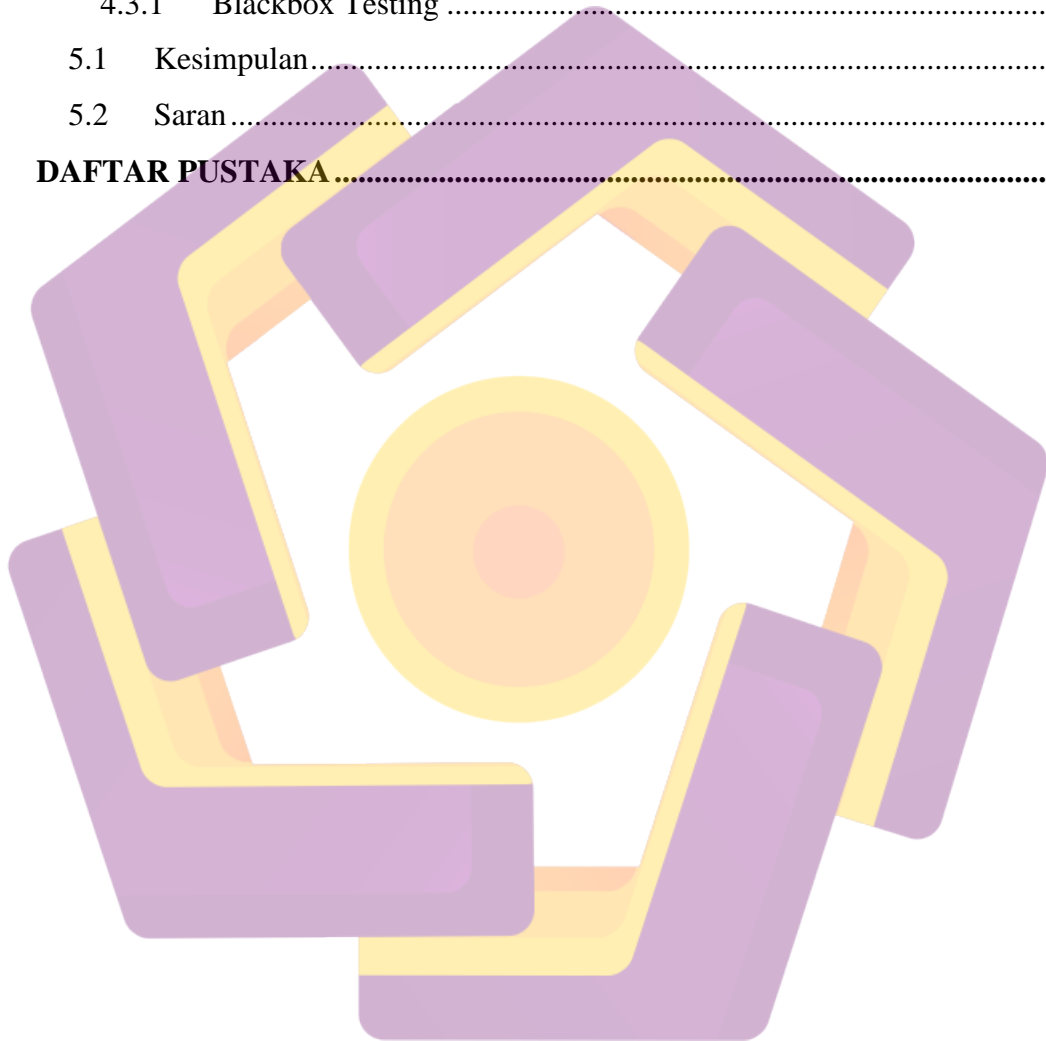 4.3.1 Blackbox Testing ...........................................................................
5.1 Kesimpulan............................................................................................
5.2 Saran ......................................................................................................
DAFTAR PUSTAKA .........................................................................................